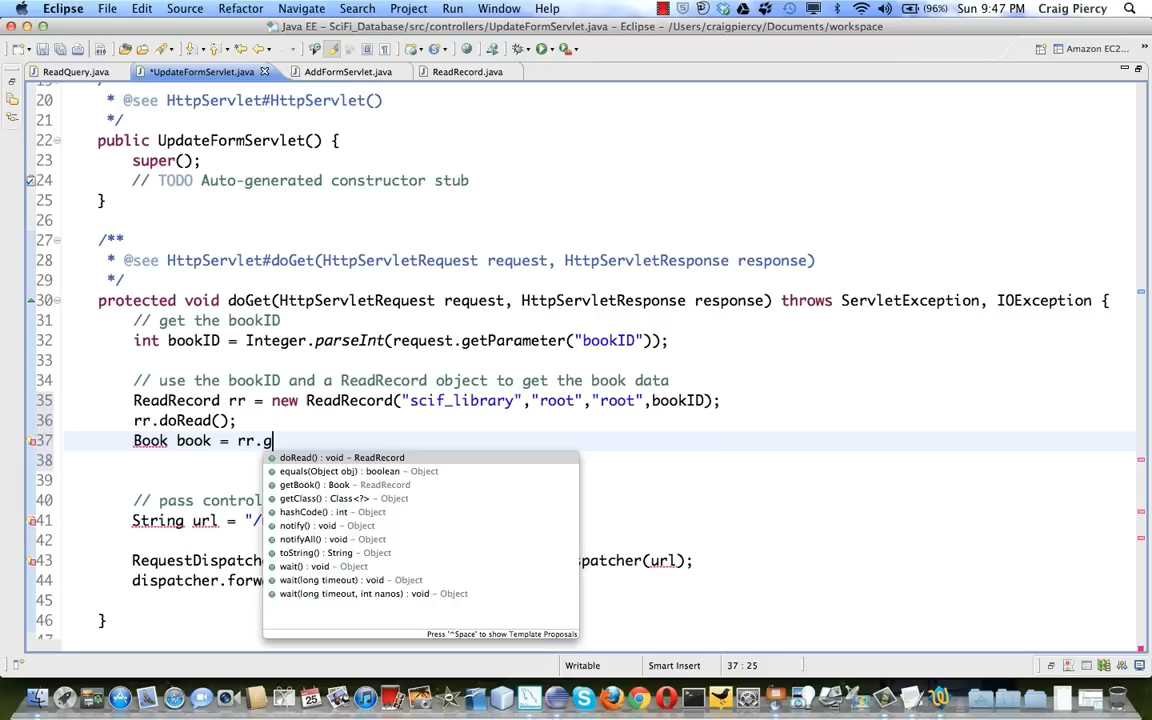 Eclipse File Edit Source Refactor Navigate Search Project Run Window Help (96%) Sun 9:47 PM Craig Piercy
Java EE - SciFi_Database/src/controllers/UpdateFormServlet.java - Eclipse - /Users/craigpiercy/Documents/workspace
Amazon EC2...
ReadQuery.java *UpdateFormServlet.java AddFormServlet.java ReadRecord.java
20 * @see HttpServlet#HttpServlet()
21 */
22 public UpdateFormServlet() {
23 super();
24 // TODO Auto-generated constructor stub
25 }
26
27 /**
28 * @see HttpServlet#doGet(HttpServletRequest request, HttpServletResponse response)
29 */
30 protected void doGet(HttpServletRequest request, HttpServletResponse response) throws ServletException, IOException {
31 // get the bookID
32 int bookID = Integer.parseInt(request.getParameter("bookID"));
33
34 // use the bookID and a ReadRecord object to get the book data
35 ReadRecord rr = new ReadRecord("scif_library","root","root",bookID);
36 rr.doRead();
37 Book book = rr.g
38
39
40 // pass control
41 String url = "/
42
43 RequestDispatche spatcher(url);
44 dispatcher.forwa
45
46 }
47
doRead() : void - ReadRecord
equals(Object obj) : boolean - Object
getBook() : Book - ReadRecord
getClass() : Class<?> - Object
hashCode() : int - Object
notify() : void - Object
notifyAll() : void - Object
toString() : String - Object
wait() : void - Object
wait(long timeout) : void - Object
wait(long timeout, int nanos) : void - Object
Press '^Space' to show Template Proposals
Writable Smart Insert 37 : 25